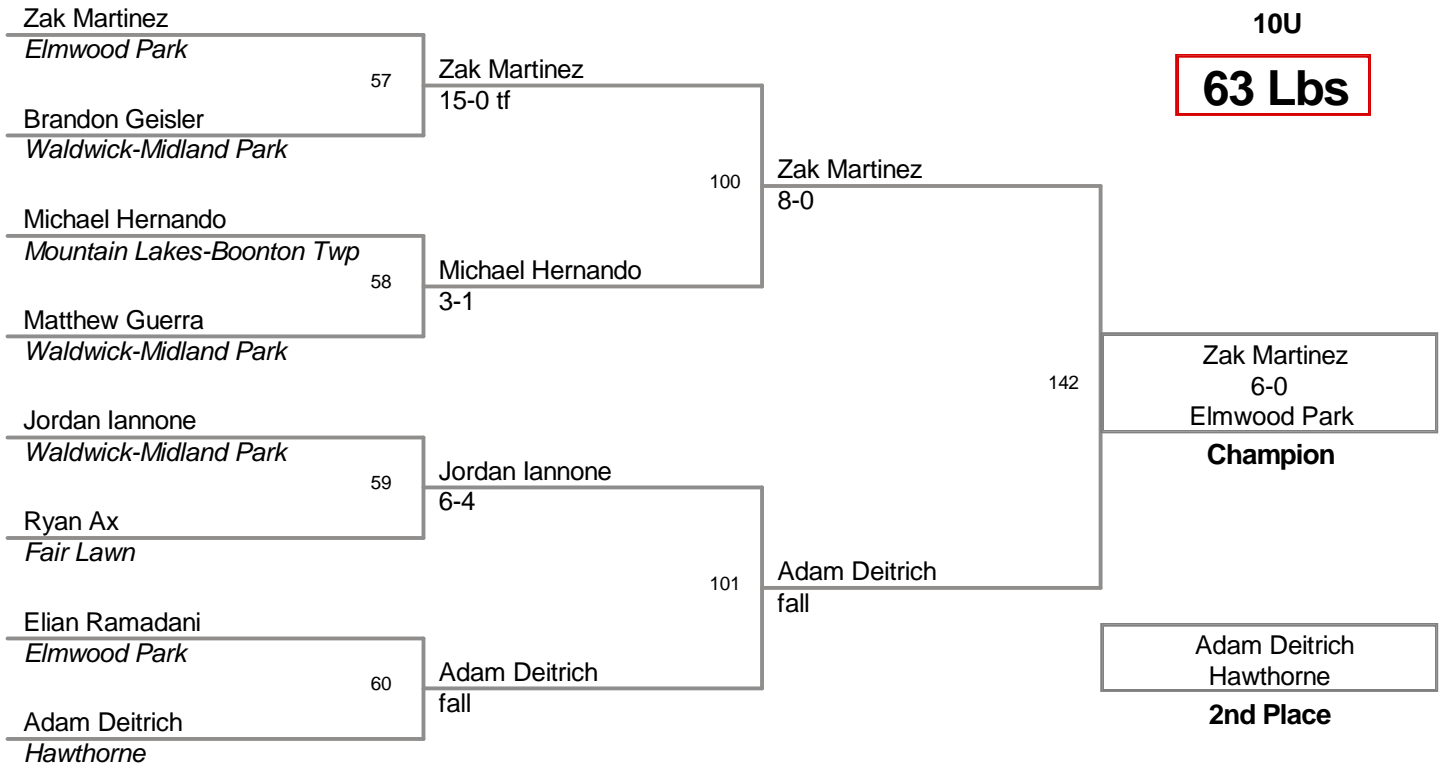 Zak Martinez
Elmwood Park
57
Brandon Geisler
Waldwick-Midland Park
Michael Hernando
Mountain Lakes-Boonton Twp
58
Matthew Guerra
Waldwick-Midland Park
Jordan Iannone
Waldwick-Midland Park
59
Ryan Ax
Fair Lawn
Elian Ramadani
Elmwood Park
60
Adam Deitrich
Hawthorne
Zak Martinez
15-0 tf
100
Michael Hernando
3-1
Jordan Iannone
6-4
101
Adam Deitrich
fall
Zak Martinez
8-0
142
Adam Deitrich
fall
10U
63 Lbs
Zak Martinez
6-0
Elmwood Park
Champion
Adam Deitrich
Hawthorne
2nd Place